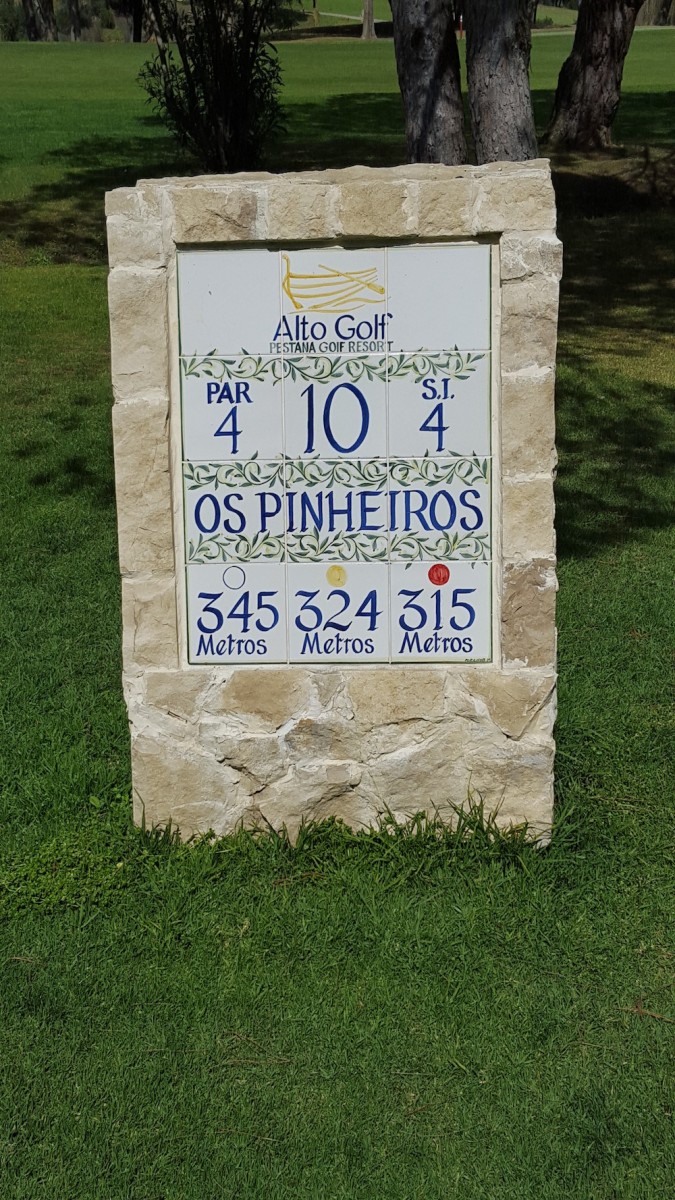 Alto Golf
PESTANA GOLF RESORT
PAR 10 S.I.
4 4
OS PINHEIROS
345 324 315
Metros Metros Metros